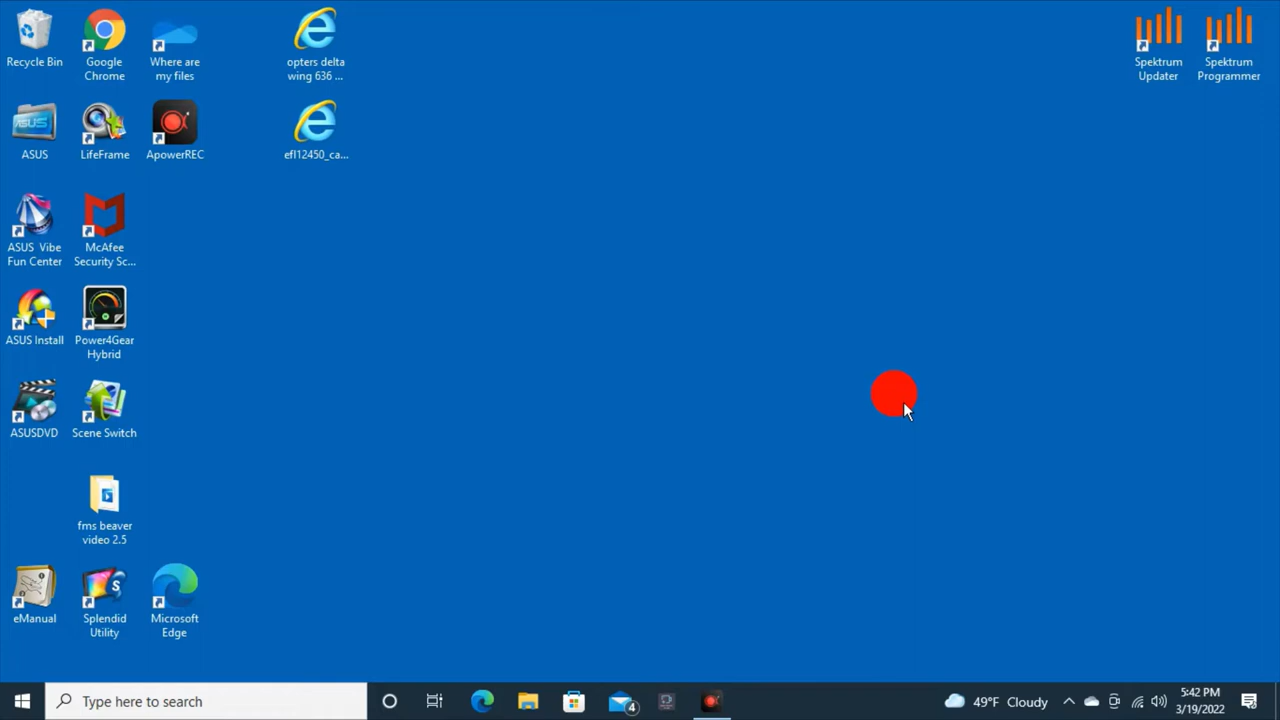 Recycle Bin
Google
Chrome
Where are
my files
opters delta
wing 636 ...
Spektrum
Updater
Spektrum
Programmer
ASUS
ASUS
LifeFrame
ApowerREC
efl12450_ca...
ASUS Vibe
Fun Center
McAfee
Security Sc...
ASUS Install
Power4Gear
Hybrid
ASUSDVD
Scene Switch
fms beaver
video 2.5
eManual
Splendid
Utility
Microsoft
Edge
Type here to search
4
49°F Cloudy
5:42 PM
3/19/2022